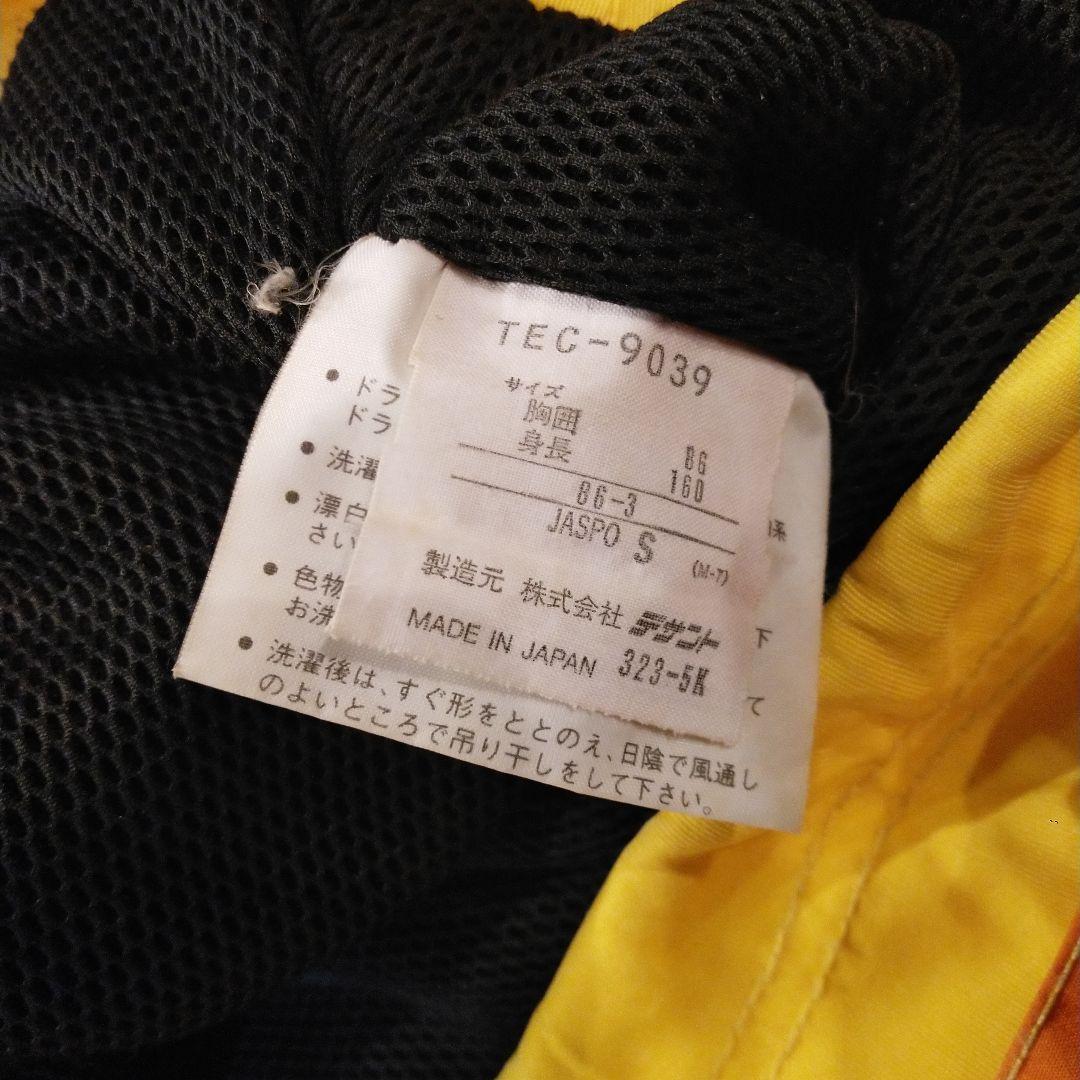 TEC-9039
サイズ
胸囲 86
身長 160
86-3
JASPO S (M-7)
製造元 株式会社 デサント
MADE IN JAPAN 323-5K
• ドラ
ドラ
• 洗濯
• 漂白
さい
• 色物
お洗 下
• 洗濯後は、すぐ形をととのえ、日陰で風通し
のよいところで吊り干しをして下さい。
て